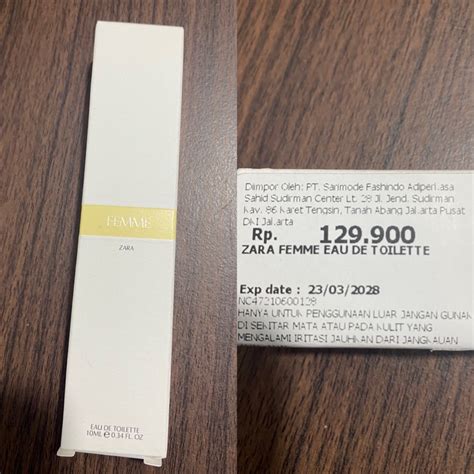 FEMME
ZARA
EAU DE TOILETTE
10ML e 0.34 FL. OZ
Diimpor Oleh: PT. Sarimode Fashindo Adiperkasa
Sahid Sudirman Center Lt. 29 Jl. Jend. Sudirman
Kav. 86 Karet Tengsin, Tanah Abang Jakarta Pusat
DKI Jakarta
Rp. 129,900
ZARA FEMME EAU DE TOILETTE
Exp date : 23/03/2028
NC47210600128
HANYA UNTUK PENGGUNAAN LUAR JANGAN GUNAK
DI SEKITAR MATA ATAU PADA KULIT YANG
MENGALAMI IRITASI JAUHKAN DARI JANGKAUAN